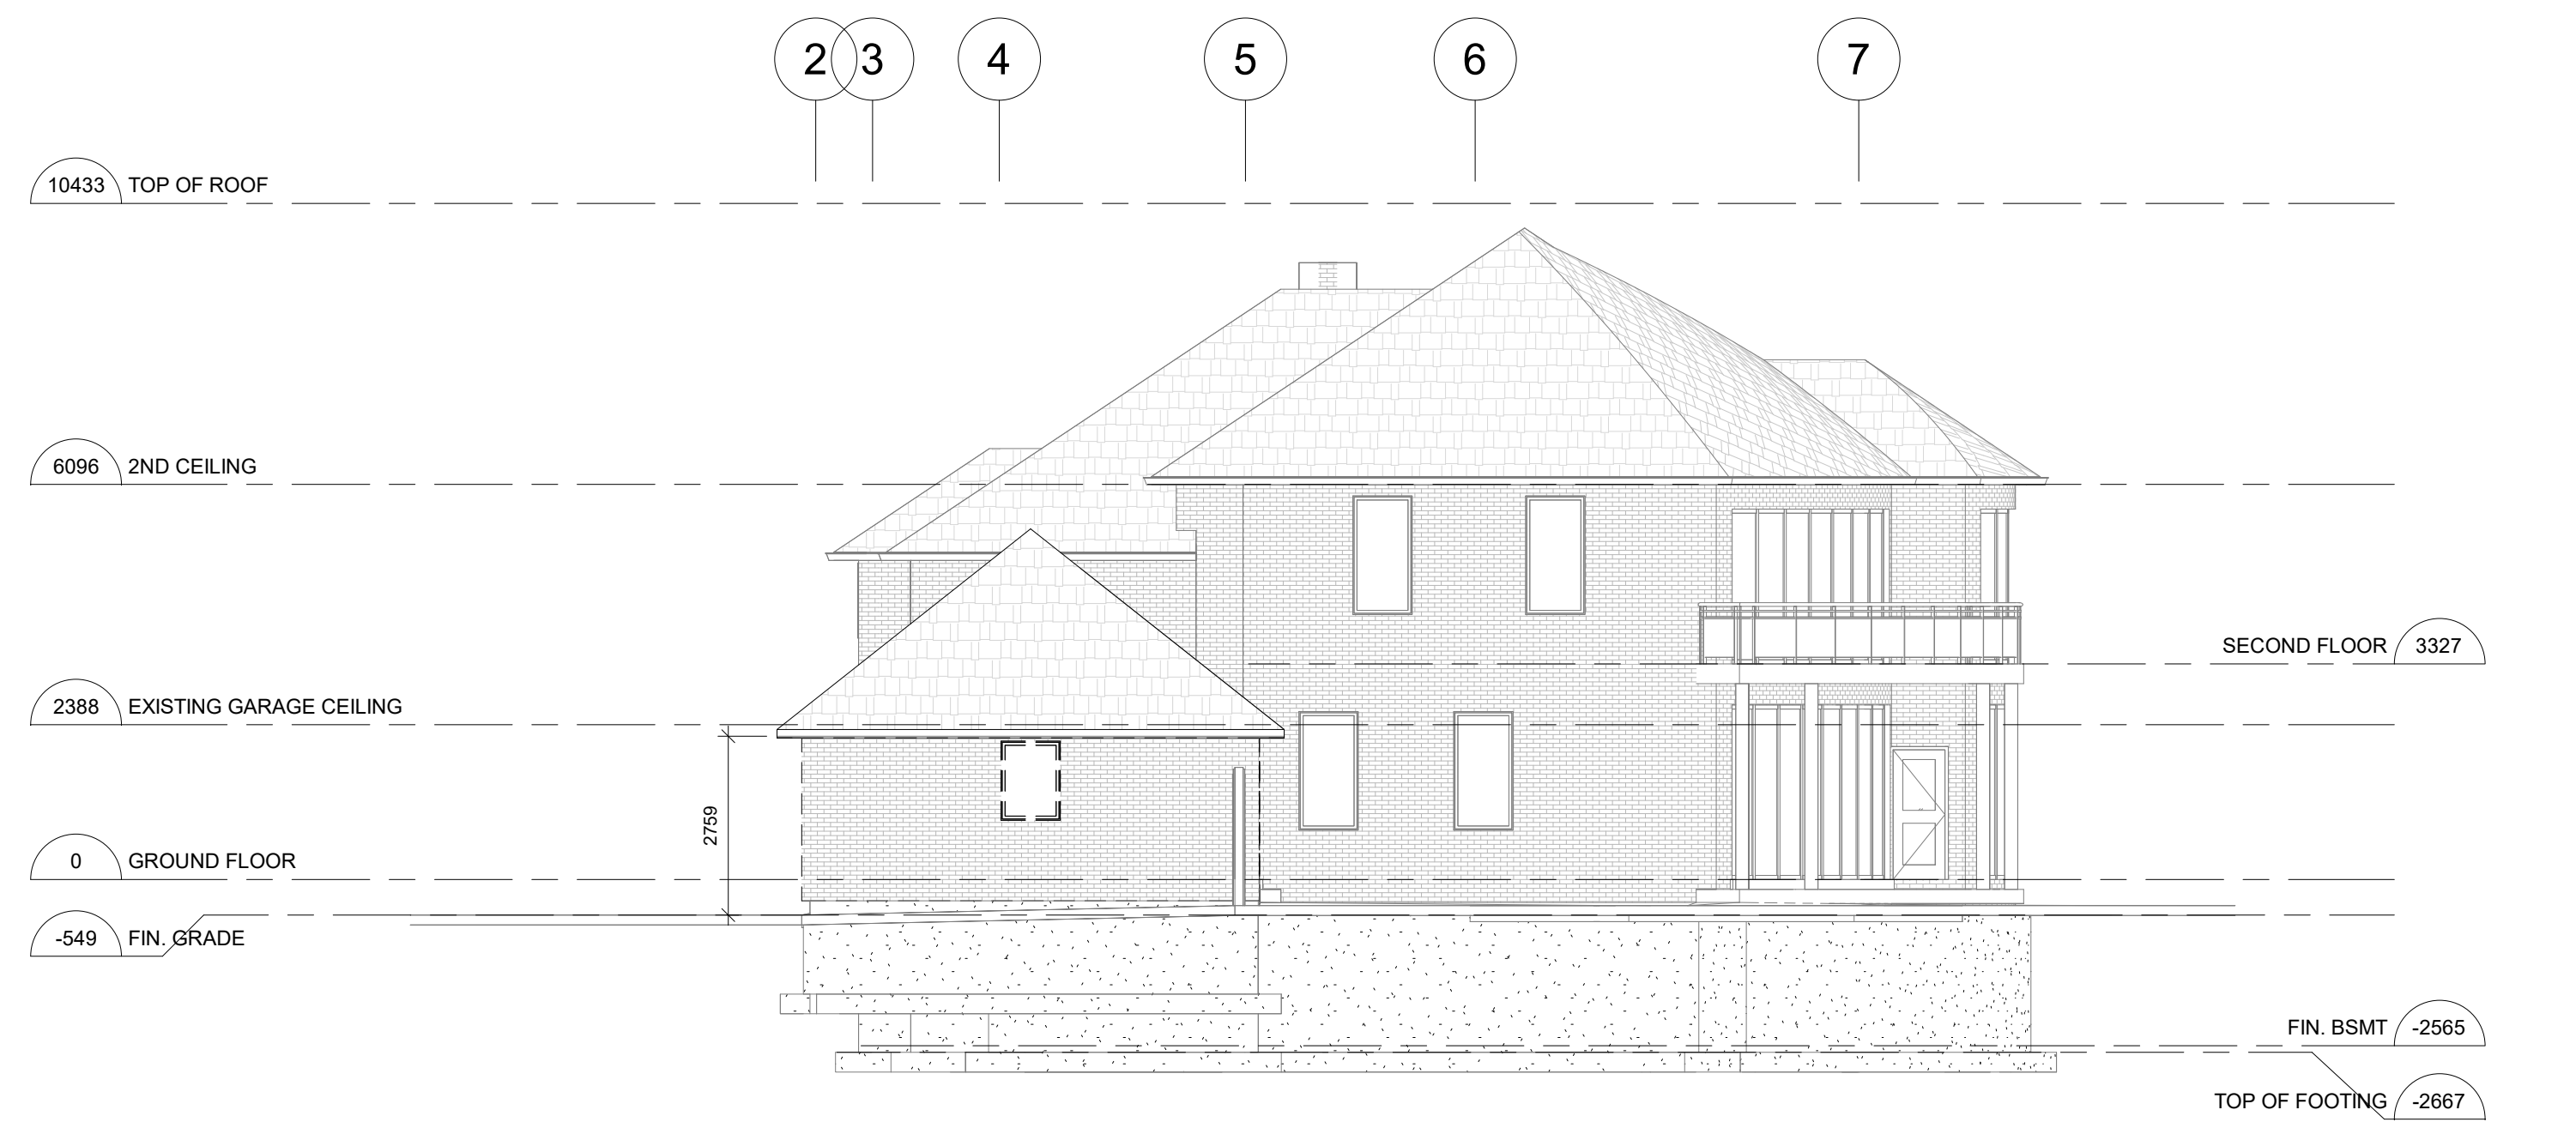 2 3 4 5 6 7
10433 TOP OF ROOF
6096 2ND CEILING
SECOND FLOOR 3327
2388 EXISTING GARAGE CEILING
2759
0 GROUND FLOOR
-549 FIN. GRADE
FIN. BSMT -2565
TOP OF FOOTING -2667